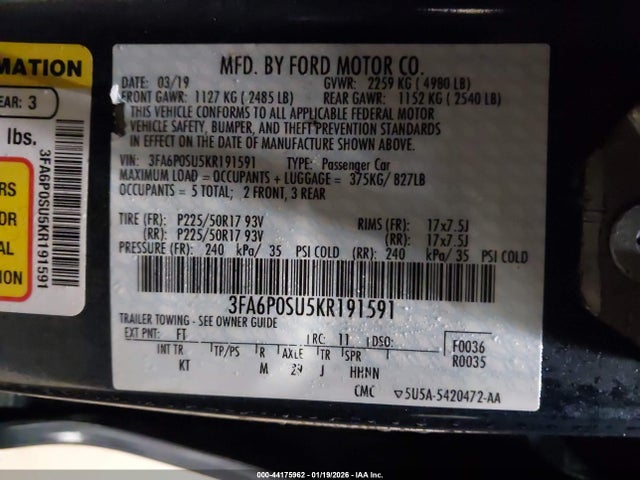 RMATION
EAR: 3
lbs.
RS
DR
AL
TION
3FA6P0SU5KR191591
MFD. BY FORD MOTOR CO.
DATE: 03/19 GVWR: 2259 KG ( 4980 LB)
FRONT GAWR: 1127 KG ( 2485 LB) REAR GAWR: 1152 KG ( 2540 LB)
THIS VEHICLE CONFORMS TO ALL APPLICABLE FEDERAL MOTOR
VEHICLE SAFETY, BUMPER, AND THEFT PREVENTION STANDARDS
IN EFFECT ON THE DATE OF MANUFACTURE SHOWN ABOVE.
VIN: 3FA6P0SU5KR191591 TYPE: Passenger Car
MAXIMUM LOAD = OCCUPANTS + LUGGAGE = 375KG/ 827LB
OCCUPANTS = 5 TOTAL; 2 FRONT, 3 REAR
TIRE (FR): P225/50R17 93V RIMS (FR): 17x7.5J
(RR): P225/50R17 93V (RR): 17x7.5J
PRESSURE (FR): 240 kPa/ 35 PSI COLD (RR): 240 kPa/ 35 PSI COLD
3FA6P0SU5KR191591
TRAILER TOWING - SEE OWNER GUIDE
EXT PNT: FT RC: 11 DSO: F0036
INT TR TP/PS R AXLE TR SPR R0035
KT M 29 J HHNN
CMC 5U5A-5420472-AA
000-44175962 - 01/19/2026 - IAAI Inc.